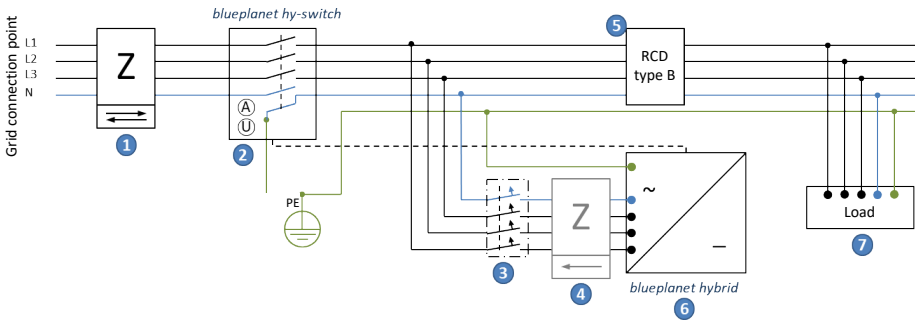 blueplanet hy-switch
Grid connection point
L1
L2
L3
N
Z
1
A
U
2
5
RCD
type B
PE
3
Z
4
~
—
blueplanet hybrid
6
Load
7